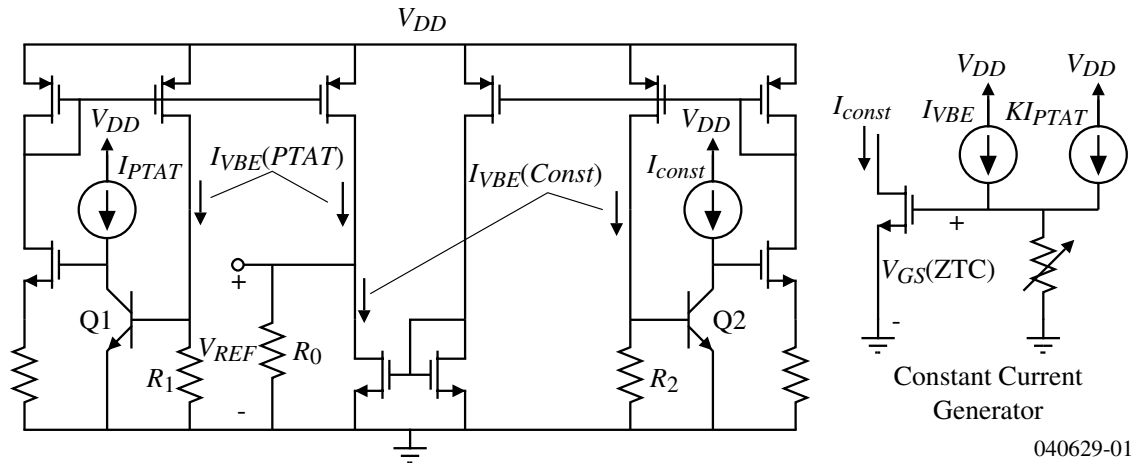 VDD
VDD
IPTAT
IVBE(PTAT)
IVBE(Const)
VDD
Iconst
Q1
Q2
+
VREF
-
R0
R1
R2
Iconst
VDD
IVBE
VDD
KIPTAT
+
VGS(ZTC)
-
Constant Current
Generator
040629-01